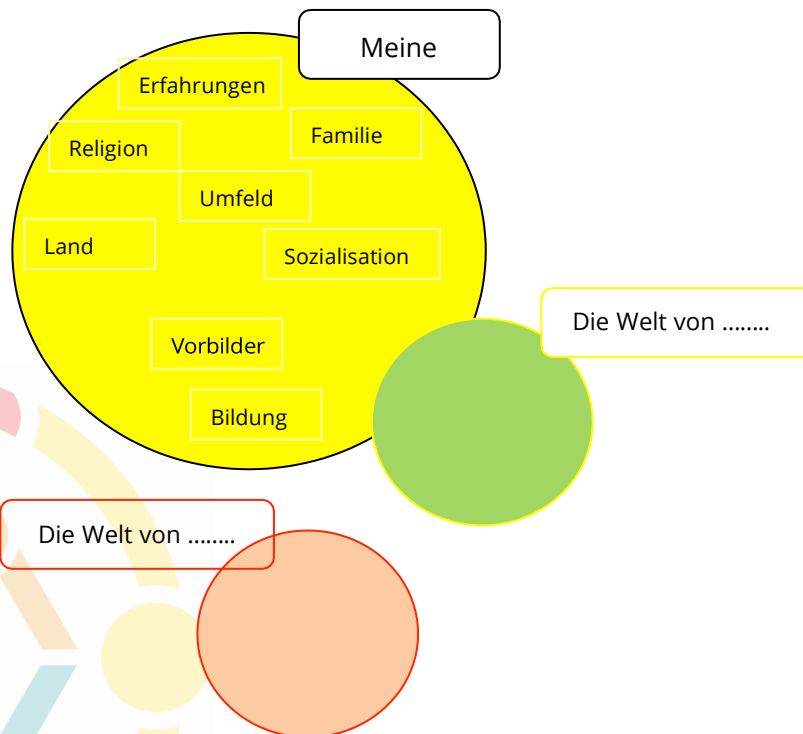 Meine
Erfahrungen
Familie
Religion
Umfeld
Land
Sozialisation
Die Welt von ........
Vorbilder
Bildung
Die Welt von ........